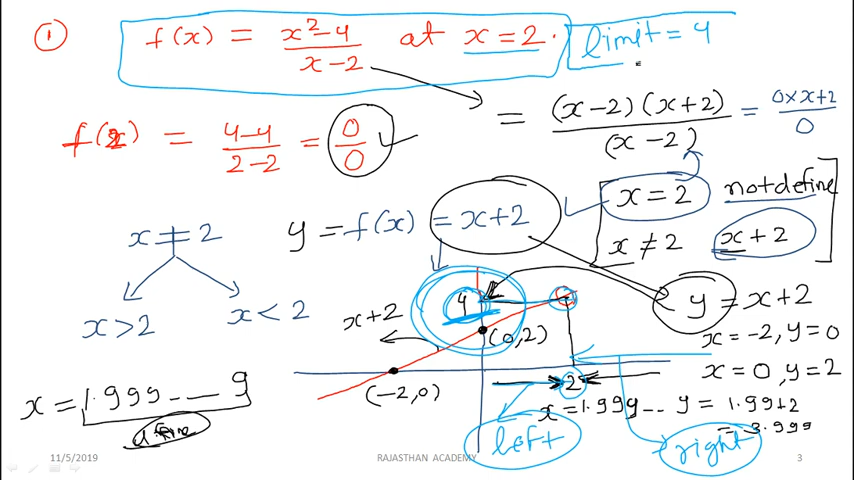 ① f(x) = x²-4 / x-2 at x=2. limit = 4
f(2) = 4-4 / 2-2 = 0/0
= (x-2)(x+2) / (x-2) = 0×x+2 / 0
x=2 not define
x≠2 x+2
y = f(x) = x+2
x≠2
x>2 x<2
y = x+2
x=-2, y=0
x=0, y=2
4
x+2
(0,2)
(-2,0)
2
x = 1.999...9
x=1.999.. y = 1.99+2
= 3.999
left
right
11/5/2019 RAJASTHAN ACADEMY 3